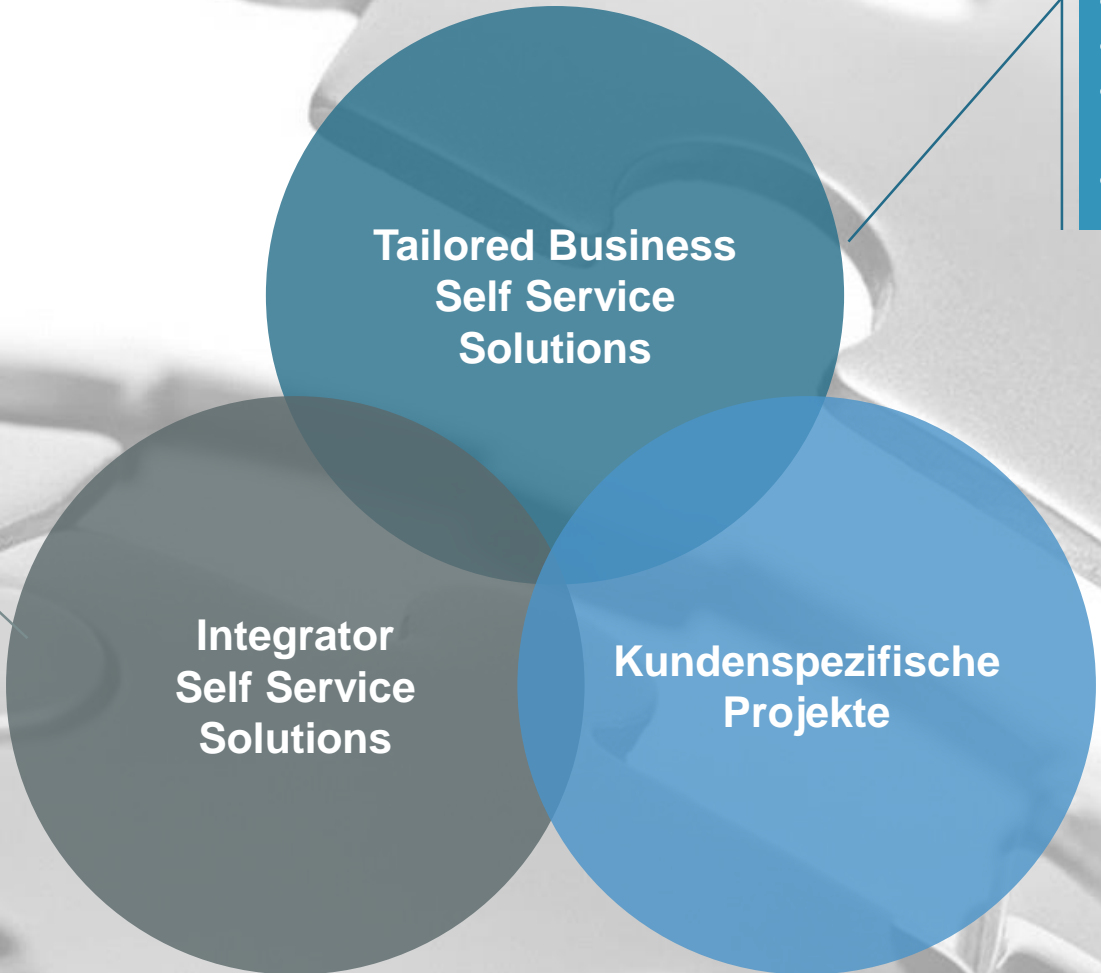 Tailored Business
Self Service
Solutions
Integrator
Self Service
Solutions
Kundenspezifische
Projekte